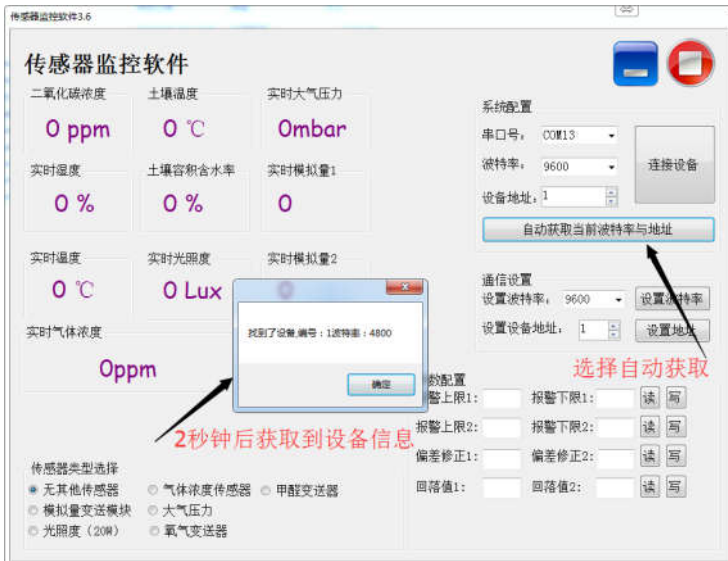 传感器监控软件3.6
传感器监控软件
二氧化碳浓度 土壤温度 实时大气压力
0 ppm 0 ℃ 0mbar
实时湿度 土壤容积含水率 实时模拟量1
0 % 0 % 0
实时温度 实时光照度 实时模拟量2
0 ℃ 0 Lux 0
实时气体浓度
0ppm
系统配置
串口号： COM13
波特率： 9600
连接设备
设备地址： 1
自动获取当前波特率与地址
通信设置
设置波特率： 9600 设置波特率
设置设备地址： 1 设置地址
选择自动获取
找到了设备,编号：1波特率：4800
确定
2秒钟后获取到设备信息
数配置
警上限1： 报警下限1： 读 写
报警上限2： 报警下限2： 读 写
偏差修正1： 偏差修正2： 读 写
回落值1： 回落值2： 读 写
传感器类型选择
无其他传感器 气体浓度传感器 甲醛变送器
模拟量变送模块 大气压力
光照度（20W） 氧气变送器